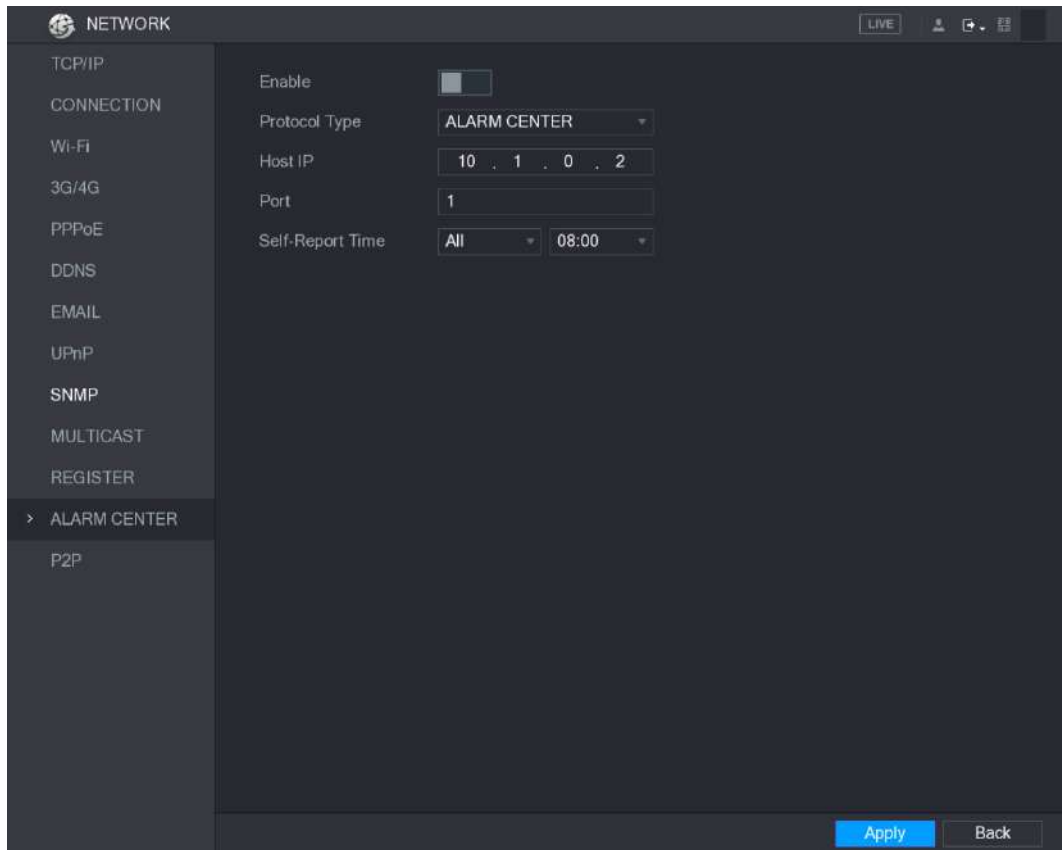 NETWORK
LIVE
TCP/IP
CONNECTION
Wi-Fi
3G/4G
PPPoE
DDNS
EMAIL
UPnP
SNMP
MULTICAST
REGISTER
> ALARM CENTER
P2P
Enable
Protocol Type ALARM CENTER
Host IP 10 . 1 . 0 . 2
Port 1
Self-Report Time All 08:00
Apply Back